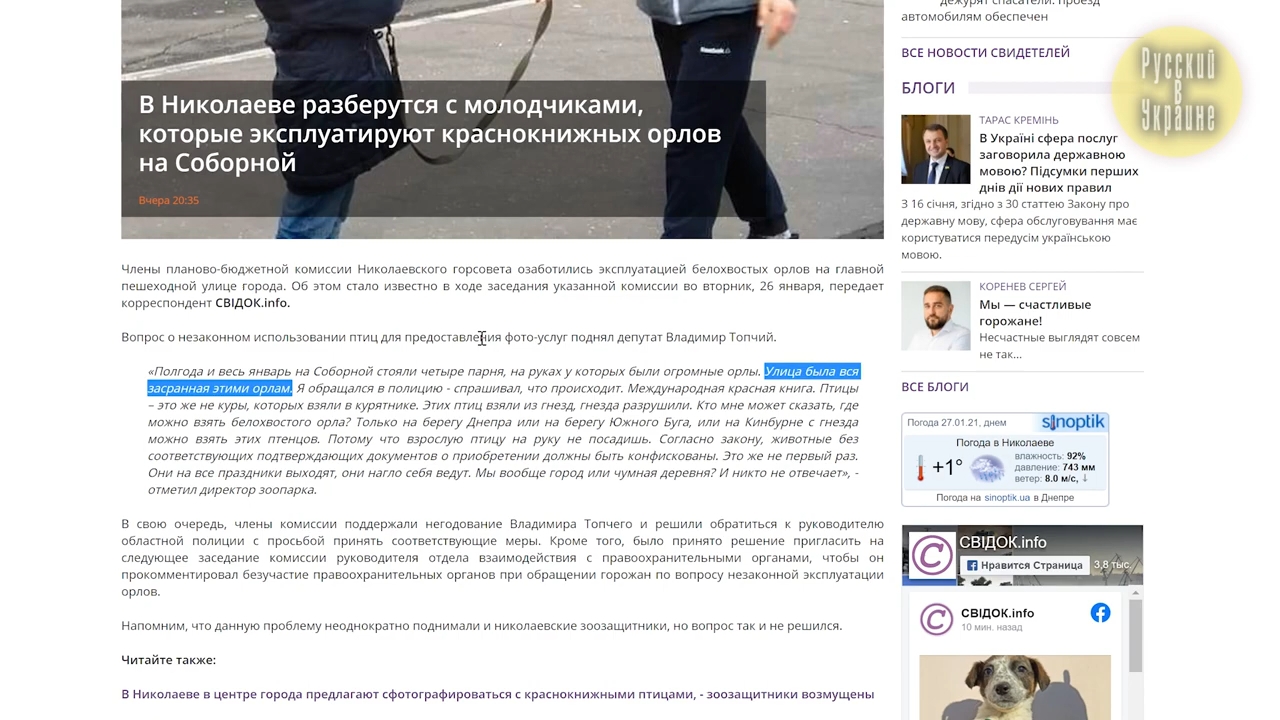 В Николаеве разберутся с молодчиками,
которые эксплуатируют краснокнижных орлов
на Соборной
Вчера 20:35
Reebok
Члены планово-бюджетной комиссии Николаевского горсовета озаботились эксплуатацией белохвостых орлов на главной
пешеходной улице города. Об этом стало известно в ходе заседания указанной комиссии во вторник, 26 января, передает
корреспондент СВІДОК.info.
Вопрос о незаконном использовании птиц для предоставления фото-услуг поднял депутат Владимир Топчий.
«Полгода и весь январь на Соборной стояли четыре парня, на руках у которых были огромные орлы. Улица была вся
засранная этими орлам. Я обращался в полицию - спрашивал, что происходит. Международная красная книга. Птицы
– это же не куры, которых взяли в курятнике. Этих птиц взяли из гнезд, гнезда разрушили. Кто мне может сказать, где
можно взять белохвостого орла? Только на берегу Днепра или на берегу Южного Буга, или на Кинбурне с гнезда
можно взять этих птенцов. Потому что взрослую птицу на руку не посадишь. Согласно закону, животные без
соответствующих подтверждающих документов о приобретении должны быть конфискованы. Это же не первый раз.
Они на все праздники выходят, они нагло себя ведут. Мы вообще город или чумная деревня? И никто не отвечает», -
отметил директор зоопарка.
В свою очередь, члены комиссии поддержали негодование Владимира Топчего и решили обратиться к руководителю
областной полиции с просьбой принять соответствующие меры. Кроме того, было принято решение пригласить на
следующее заседание комиссии руководителя отдела взаимодействия с правоохранительными органами, чтобы он
прокомментировал безучастие правоохранительных органов при обращении горожан по вопросу незаконной эксплуатации
орлов.
Напомним, что данную проблему неоднократно поднимали и николаевские зоозащитники, но вопрос так и не решился.
Читайте также:
В Николаеве в центре города предлагают сфотографироваться с краснокнижными птицами, - зоозащитники возмущены
дежурят спасатели: проезд
автомобилям обеспечен
ВСЕ НОВОСТИ СВИДЕТЕЛЕЙ
БЛОГИ
ТАРАС КРЕМІНЬ
В Україні сфера послуг
заговорила державною
мовою? Підсумки перших
днів дії нових правил
З 16 січня, згідно з 30 статтею Закону про
державну мову, сфера обслуговування має
користуватися передусім українською
мовою.
КОРЕНЕВ СЕРГЕЙ
Мы — счастливые
горожане!
Несчастные выглядят совсем
не так...
ВСЕ БЛОГИ
Погода 27.01.21, днем
sinoptik
Погода в Николаеве
+1°
влажность: 92%
давление: 743 мм
ветер: 8.0 м/с, ↓
Погода на sinoptik.ua в Днепре
СВІДОК.info
Нравится Страница
3,8 тыс.
СВІДОК.info
10 мин. назад
Русский
в
Украине